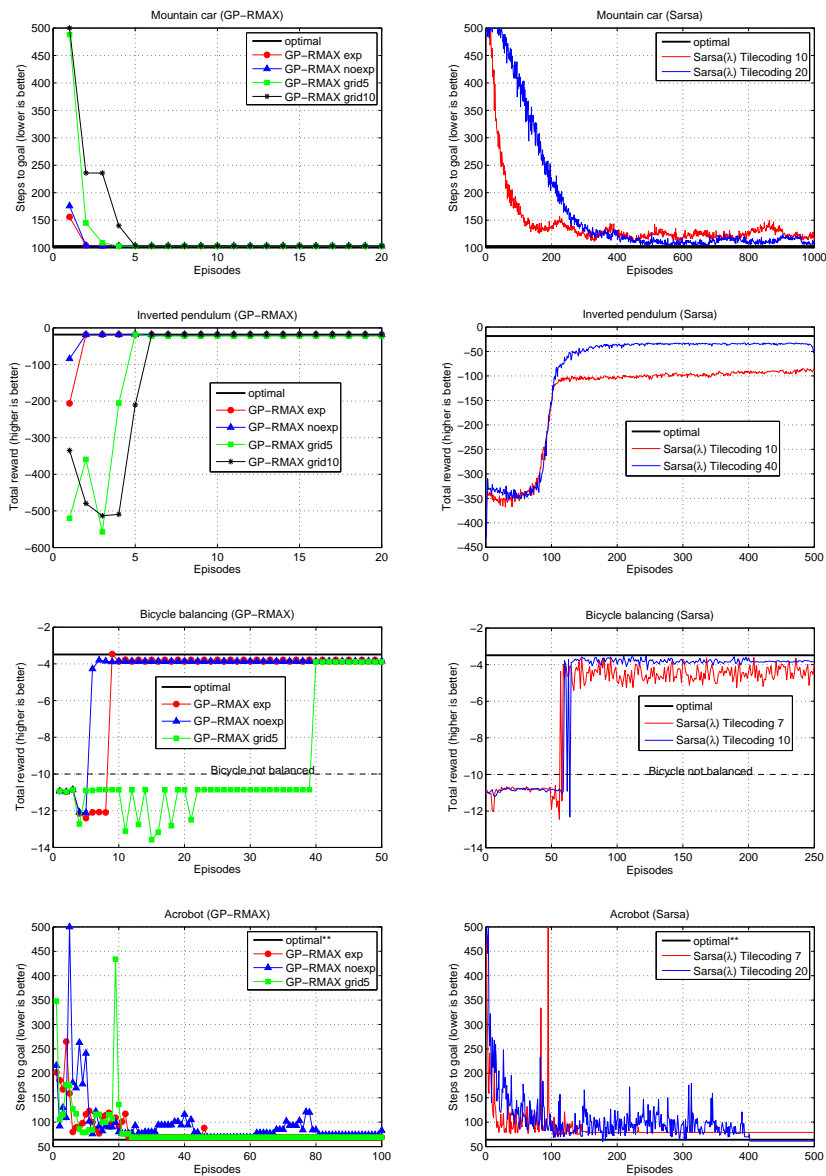 Mountain car (GP−RMAX)
500
450
400
350
300
250
200
150
100
0
5
10
15
20
Steps to goal (lower is better)
Episodes
optimal
GP−RMAX exp
GP−RMAX noexp
GP−RMAX grid5
GP−RMAX grid10
Mountain car (Sarsa)
500
450
400
350
300
250
200
150
100
0
200
400
600
800
1000
Steps to goal (lower is better)
Episodes
optimal
Sarsa(λ) Tilecoding 10
Sarsa(λ) Tilecoding 20
Inverted pendulum (GP−RMAX)
0
−100
−200
−300
−400
−500
−600
0
5
10
15
20
Total reward (higher is better)
Episodes
optimal
GP−RMAX exp
GP−RMAX noexp
GP−RMAX grid5
GP−RMAX grid10
Inverted pendulum (Sarsa)
0
−50
−100
−150
−200
−250
−300
−350
−400
−450
0
100
200
300
400
500
Total reward (higher is better)
Episodes
optimal
Sarsa(λ) Tilecoding 10
Sarsa(λ) Tilecoding 40
Bicycle balancing (GP−RMAX)
−2
−4
−6
−8
−10
−12
−14
0
10
20
30
40
50
Total reward (higher is better)
Episodes
optimal
GP−RMAX exp
GP−RMAX noexp
GP−RMAX grid5
Bicycle not balanced
Bicycle balancing (Sarsa)
−2
−4
−6
−8
−10
−12
−14
0
50
100
150
200
250
Total reward (higher is better)
Episodes
optimal
Sarsa(λ) Tilecoding 7
Sarsa(λ) Tilecoding 10
Bicycle not balanced
Acrobot (GP−RMAX)
500
450
400
350
300
250
200
150
100
50
0
20
40
60
80
100
Steps to goal (lower is better)
Episodes
optimal**
GP−RMAX exp
GP−RMAX noexp
GP−RMAX grid5
Acrobot (Sarsa)
500
450
400
350
300
250
200
150
100
50
0
100
200
300
400
500
Steps to goal (lower is better)
Episodes
optimal**
Sarsa(λ) Tilecoding 7
Sarsa(λ) Tilecoding 20